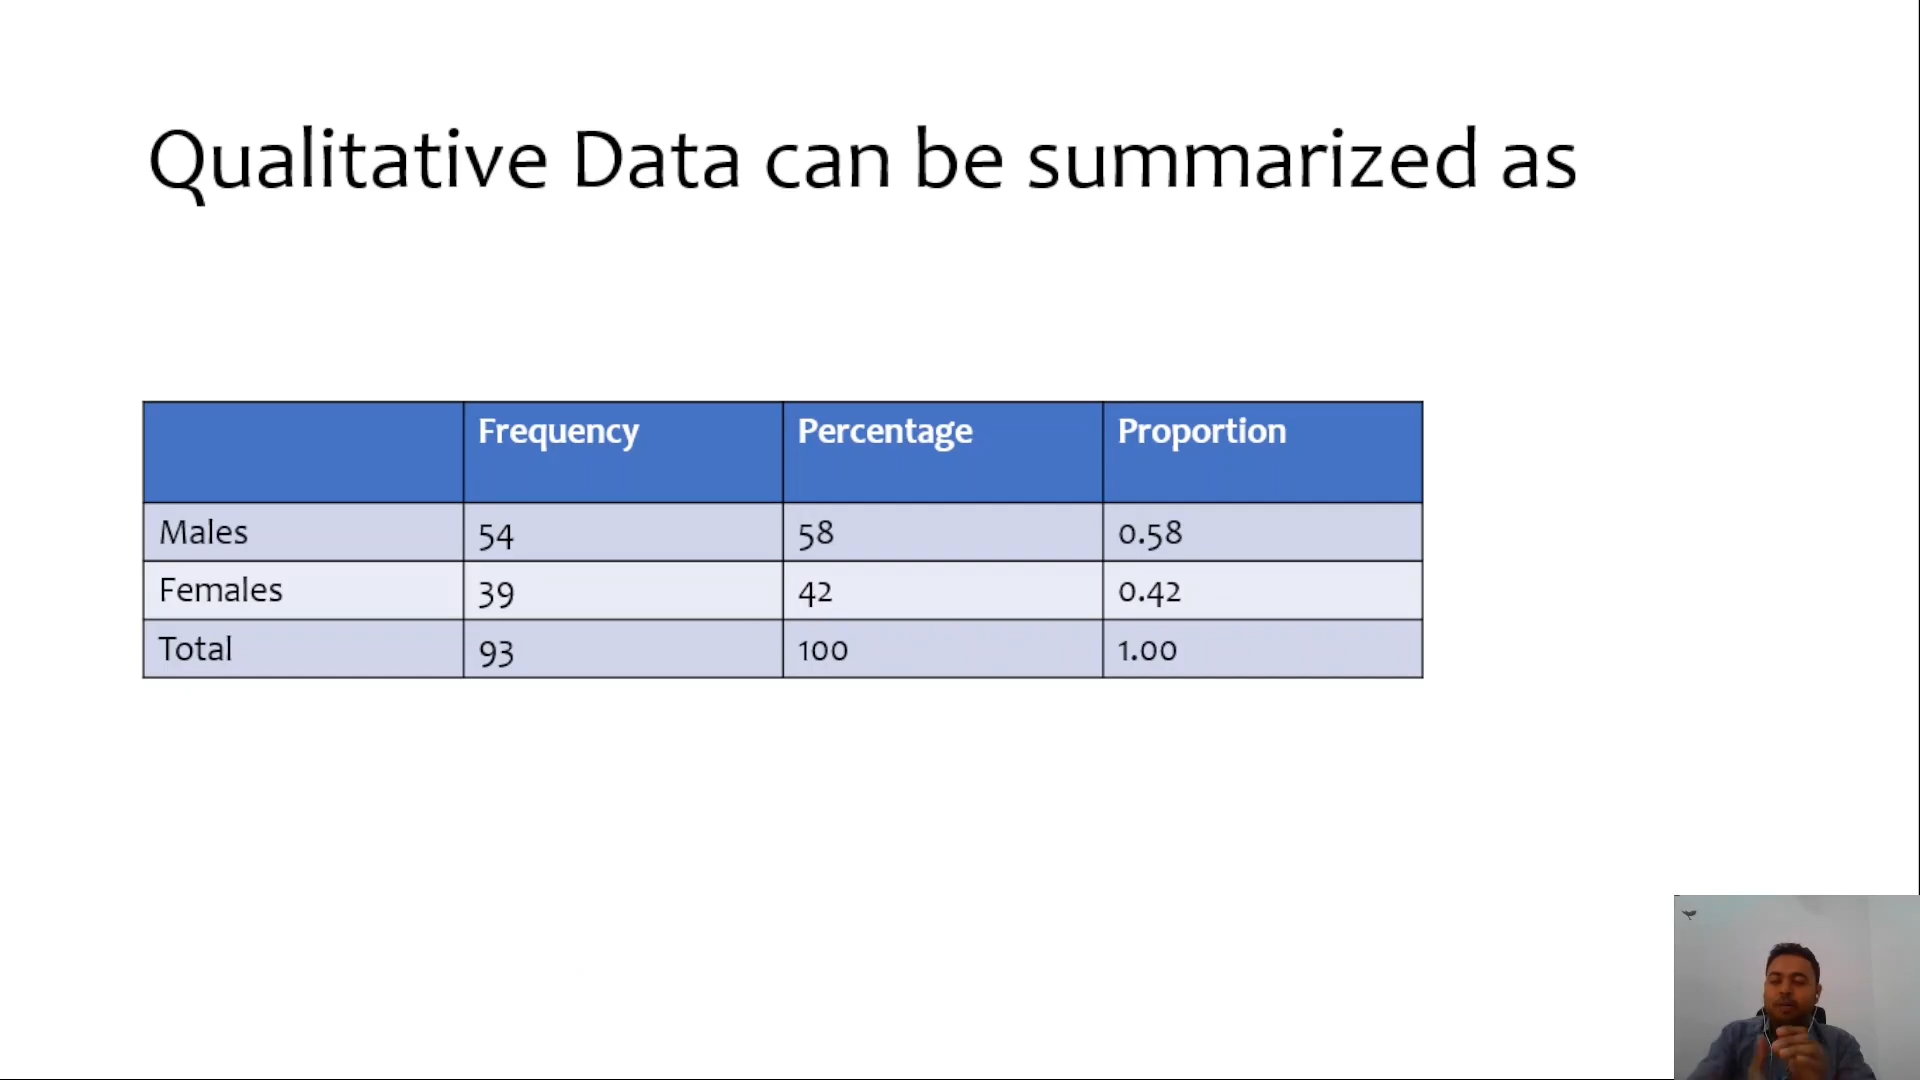 Qualitative Data can be summarized as
Frequency Percentage Proportion
Males 54 58 0.58
Females 39 42 0.42
Total 93 100 1.00